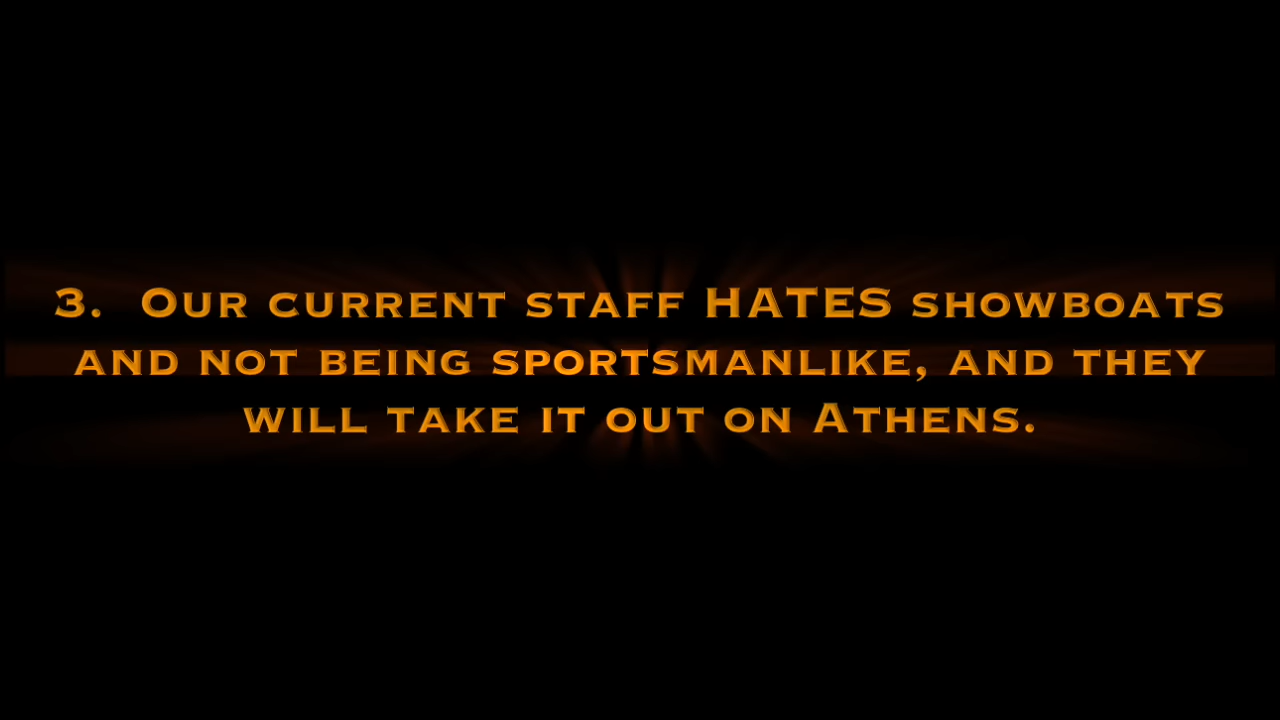 3. Our current staff HATES showboats
and not being sportsmanlike, and they
will take it out on Athens.